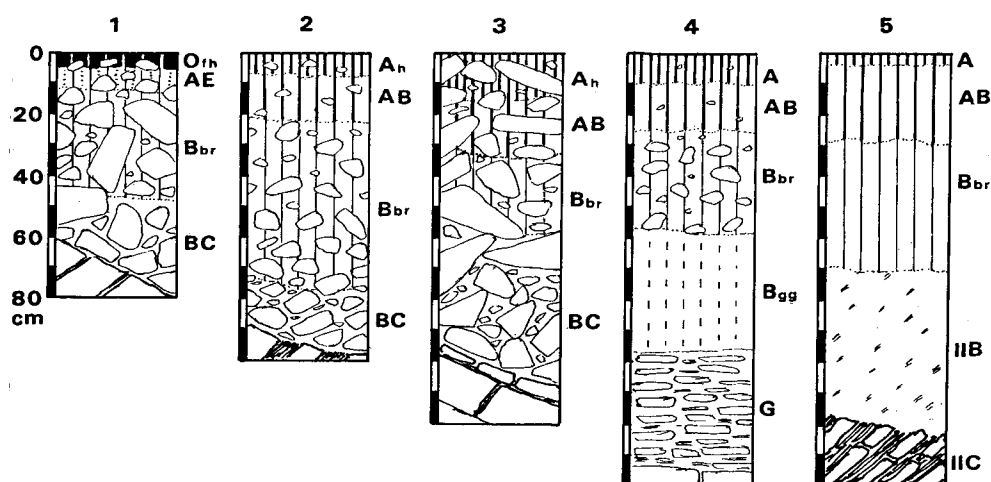 1 2 3 4 5
0
20
40
60
80
cm
Ofh
AE
Bbr
BC
Ah
AB
Bbr
BC
Ah
AB
Bbr
BC
A
AB
Bbr
Bgg
G
A
AB
Bbr
IIB
IIC